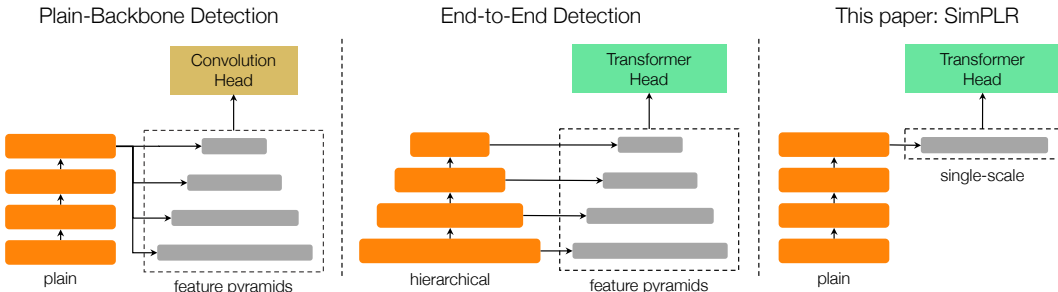 Plain-Backbone Detection
Convolution
Head
plain
feature pyramids
End-to-End Detection
Transformer
Head
hierarchical
feature pyramids
This paper: SimPLR
Transformer
Head
single-scale
plain